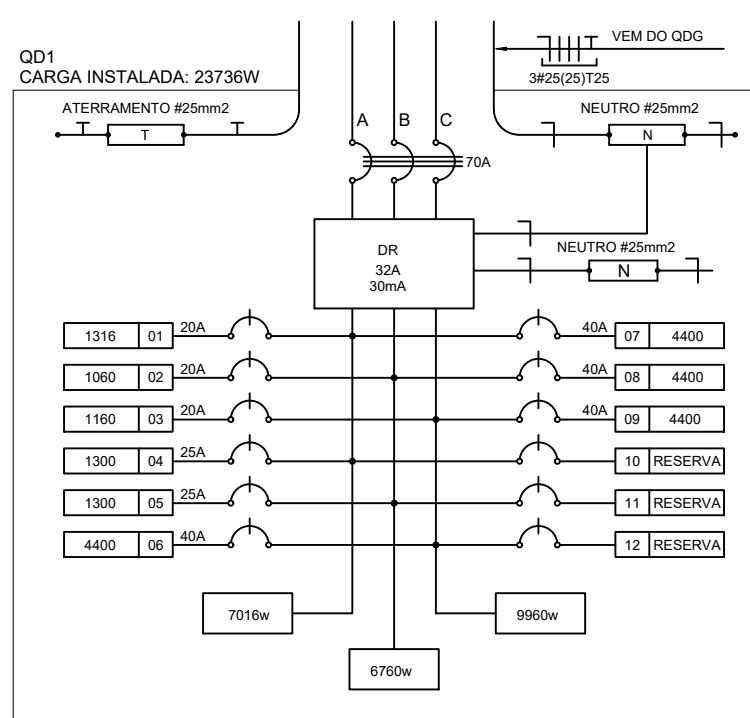 VEM DO QDG
QD1
CARGA INSTALADA: 23736W
3#25(25)T25
ATERRAMENTO #25mm2
NEUTRO #25mm2
A B C
T
N
70A
DR
32A
30mA
NEUTRO #25mm2
N
1316 01 20A 40A 07 4400
1060 02 20A 40A 08 4400
1160 03 20A 40A 09 4400
1300 04 25A 10 RESERVA
1300 05 25A 11 RESERVA
4400 06 40A 12 RESERVA
7016w
9960w
6760w